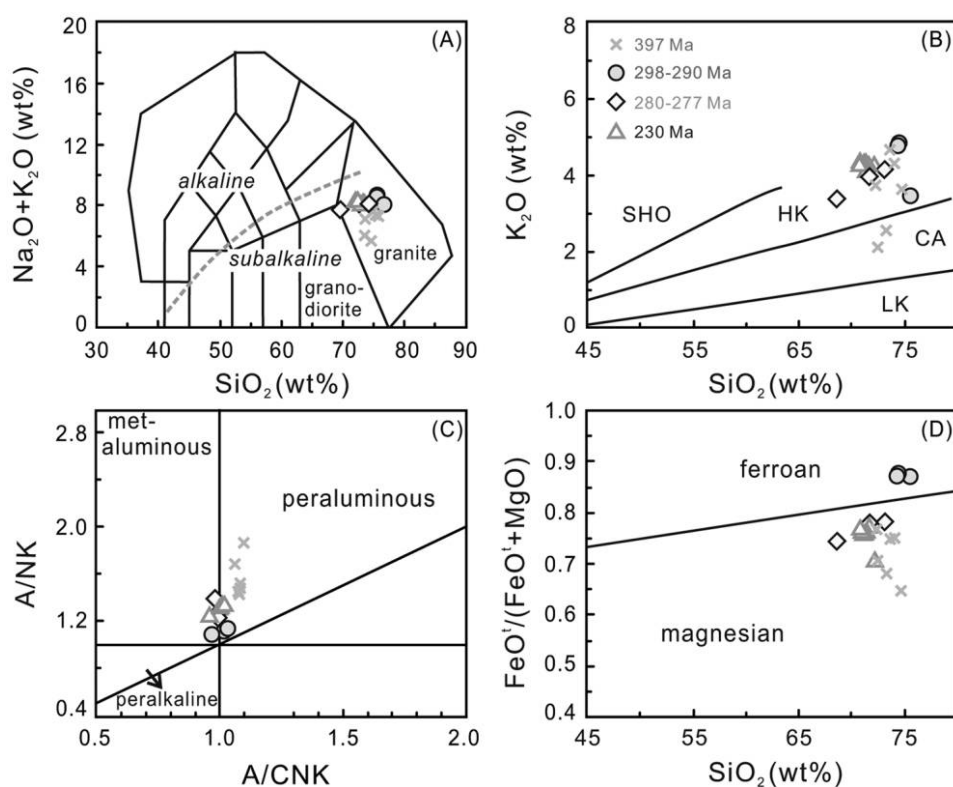 (A)
Na₂O+K₂O (wt%)
20
16
12
8
4
0
alkaline
subalkaline
granite
grano-
diorite
30
40
50
60
70
80
90
SiO₂(wt%)
(B)
K₂O (wt%)
8
6
4
2
0
397 Ma
298-290 Ma
280-277 Ma
230 Ma
SHO
HK
CA
LK
45
55
65
75
SiO₂(wt%)
(C)
A/NK
2.8
2.0
1.2
0.4
met-
aluminous
peraluminous
peralkaline
0.5
1.0
1.5
2.0
A/CNK
(D)
FeOᵗ/(FeOᵗ+MgO)
1.0
0.9
0.8
0.7
0.6
0.5
0.4
ferroan
magnesian
45
55
65
75
SiO₂(wt%)